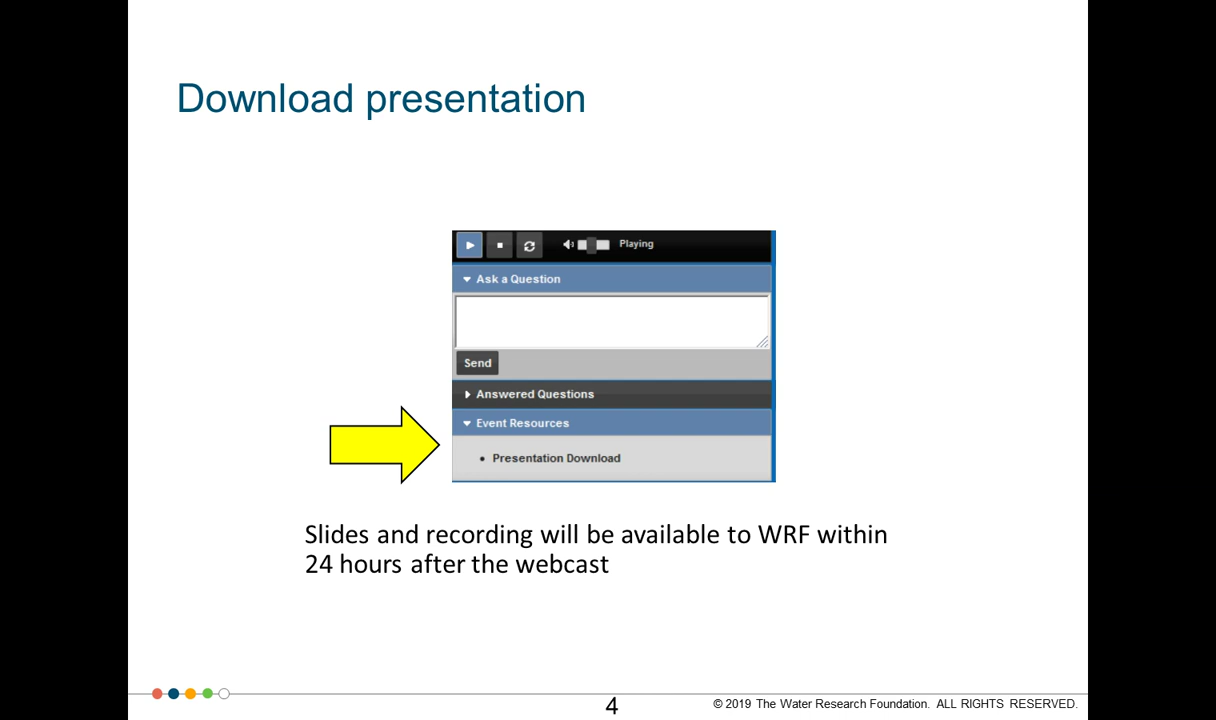 Download presentation
Playing
Ask a Question
Send
Answered Questions
Event Resources
• Presentation Download
Slides and recording will be available to WRF within
24 hours after the webcast
4
© 2019 The Water Research Foundation. ALL RIGHTS RESERVED.